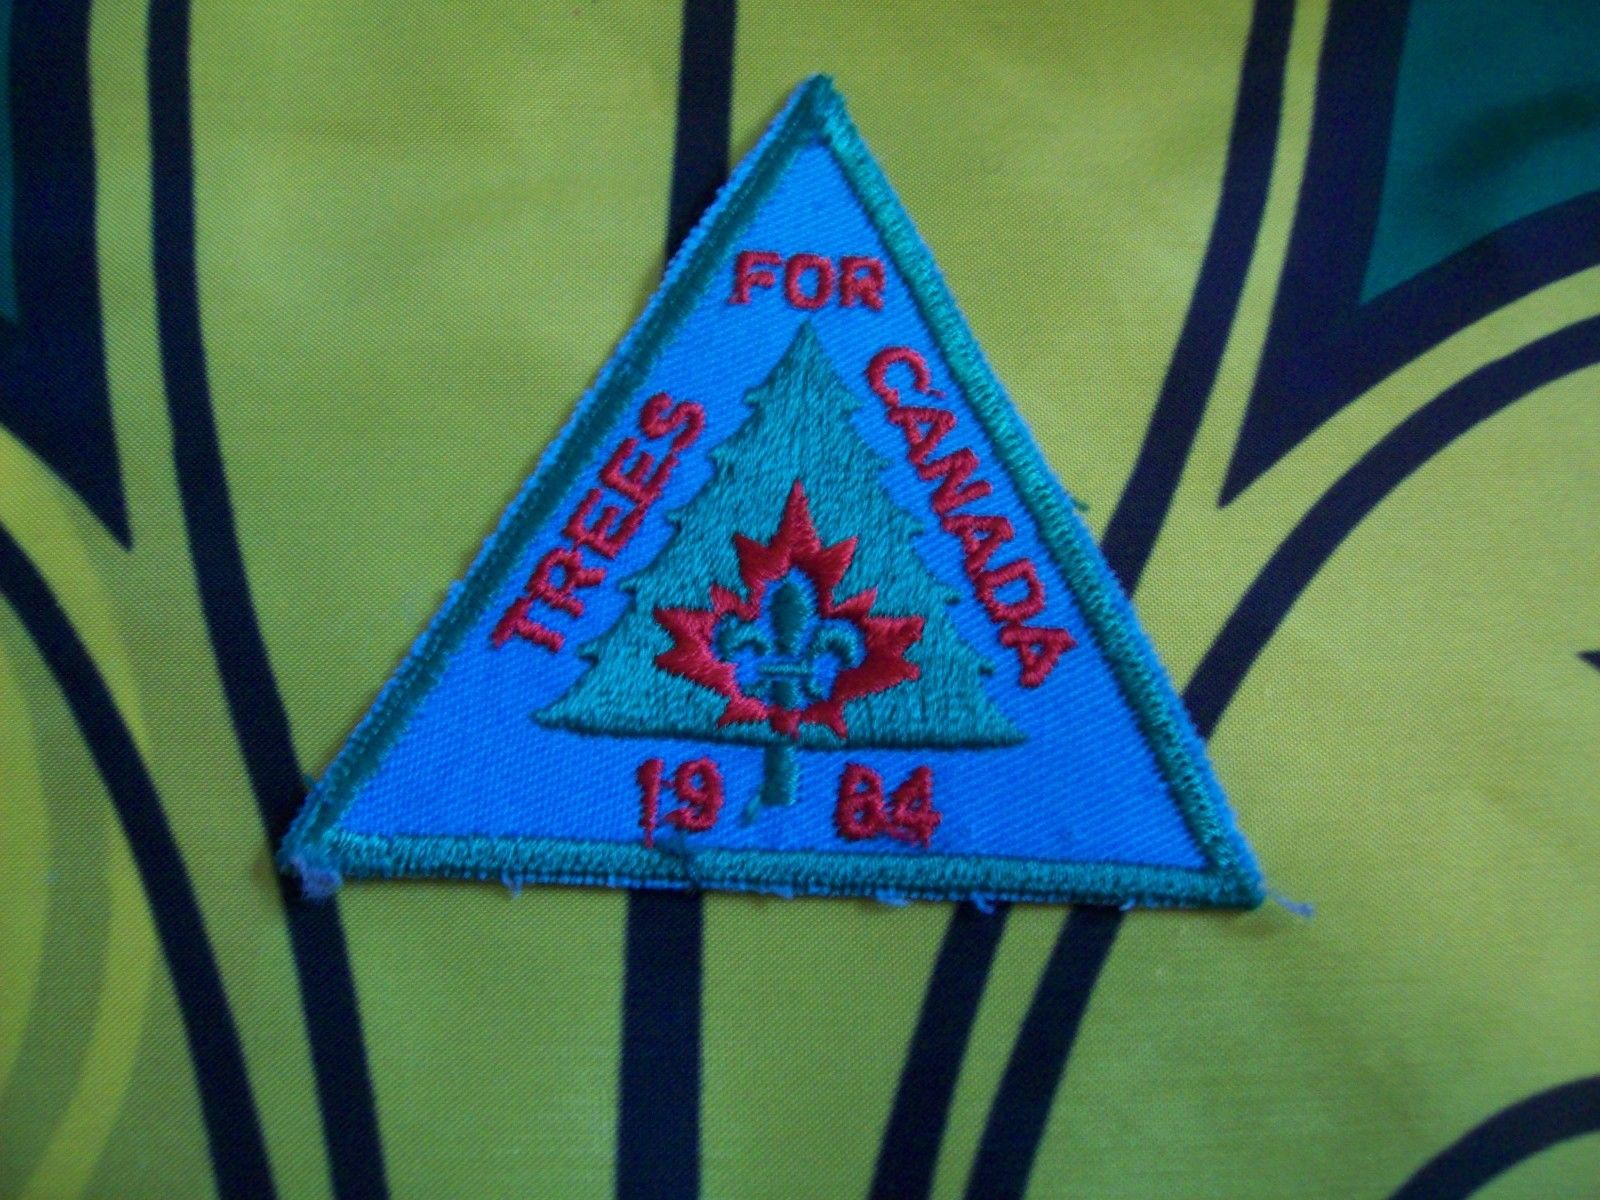 TREES
FOR
CANADA
19 84